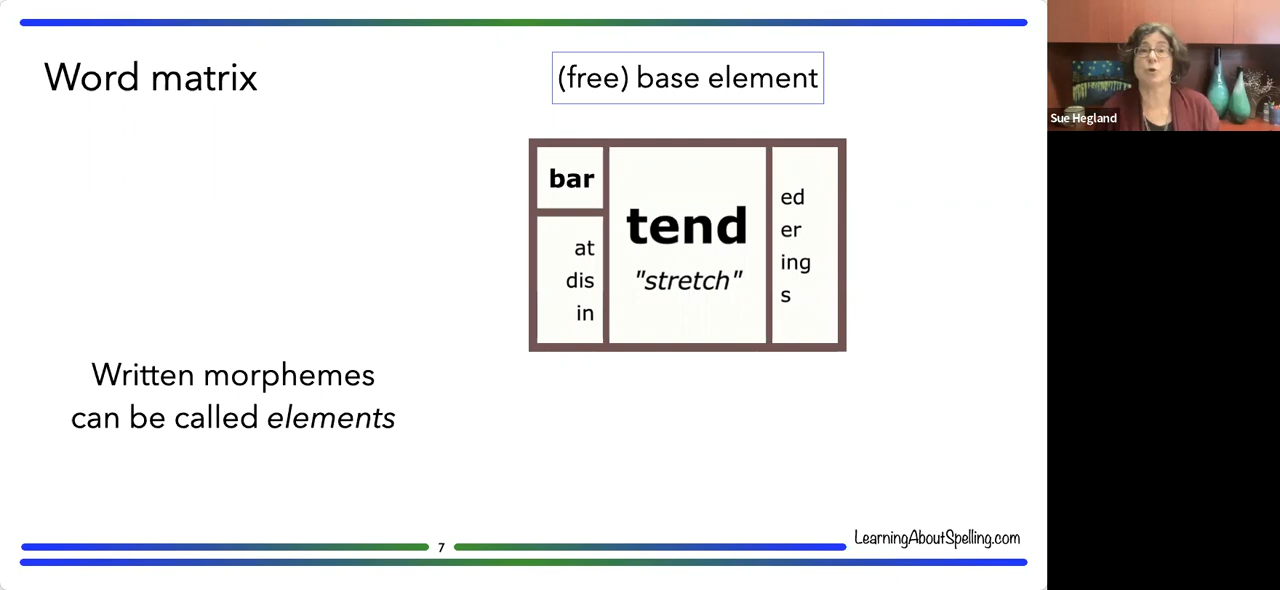 Word matrix
(free) base element
bar
at
dis
in
tend
"stretch"
ed
er
ing
s
Written morphemes
can be called elements
7
LearningAboutSpelling.com
Sue Hegland